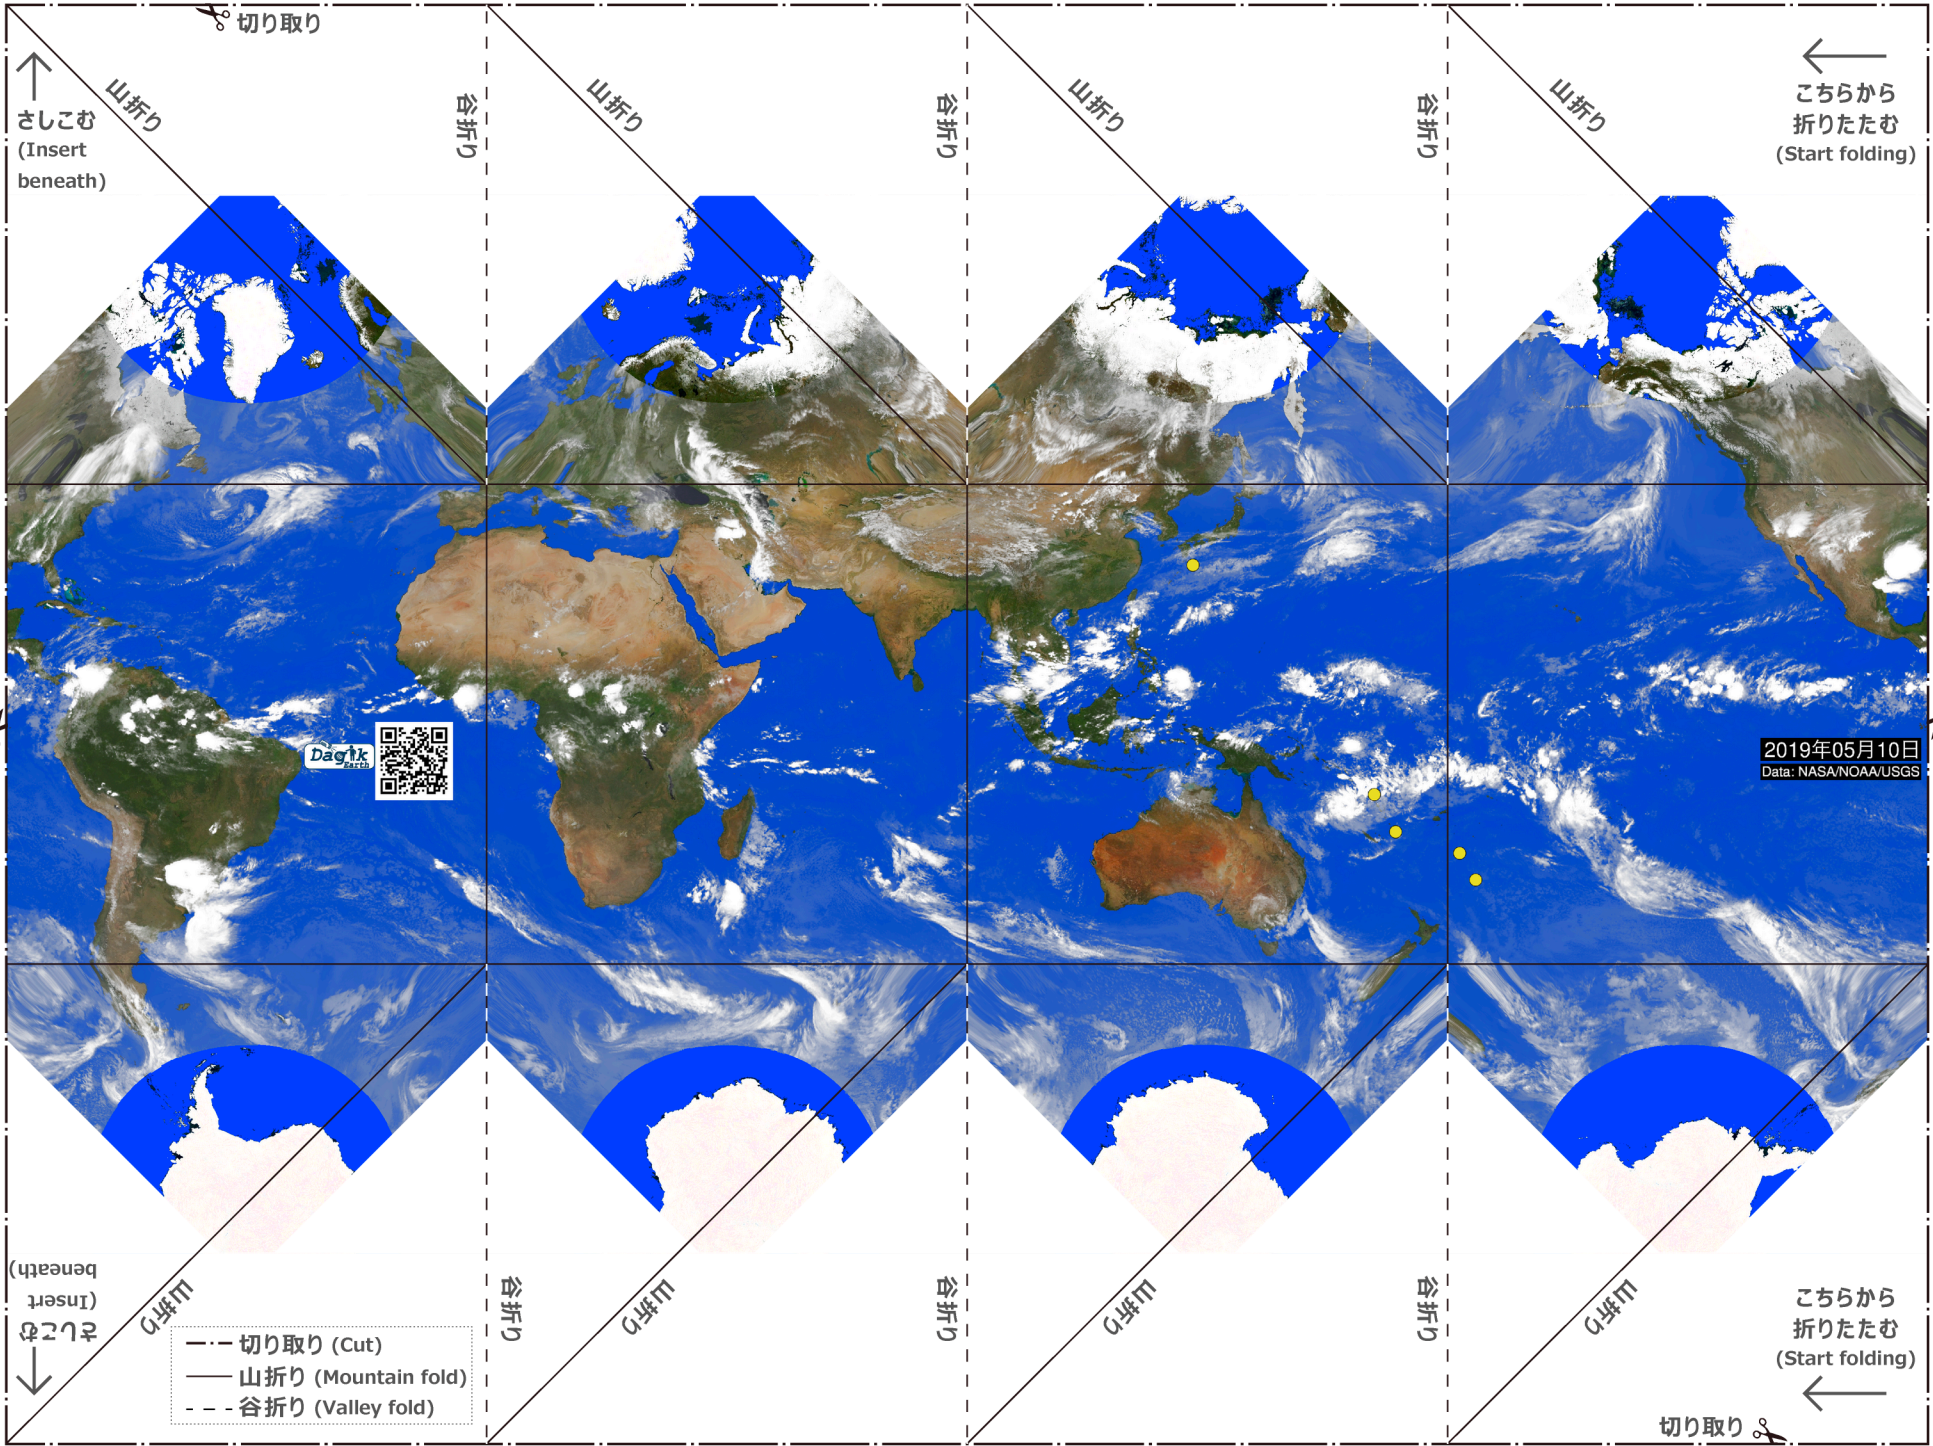 切り取り
さしこむ
(Insert
beneath)
山折り
谷折り
山折り
谷折り
山折り
谷折り
山折り
こちらから
折りたたむ
(Start folding)
Dagik
Earth
2019年05月10日
Data: NASA/NOAA/USGS
さしこむ
(Insert
beneath)
山折り
谷折り
山折り
谷折り
山折り
谷折り
山折り
こちらから
折りたたむ
(Start folding)
切り取り (Cut)
山折り (Mountain fold)
谷折り (Valley fold)
切り取り